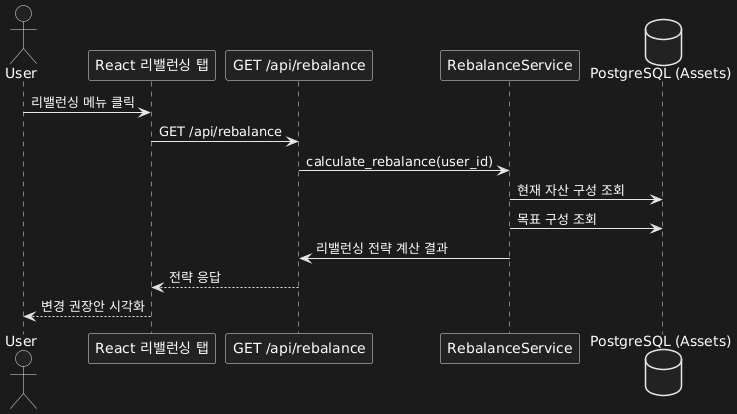 User
React 리밸런싱 탭
GET /api/rebalance
RebalanceService
PostgreSQL (Assets)
리밸런싱 메뉴 클릭
GET /api/rebalance
calculate_rebalance(user_id)
현재 자산 구성 조회
목표 구성 조회
리밸런싱 전략 계산 결과
전략 응답
변경 권장안 시각화
User
React 리밸런싱 탭
GET /api/rebalance
RebalanceService
PostgreSQL (Assets)